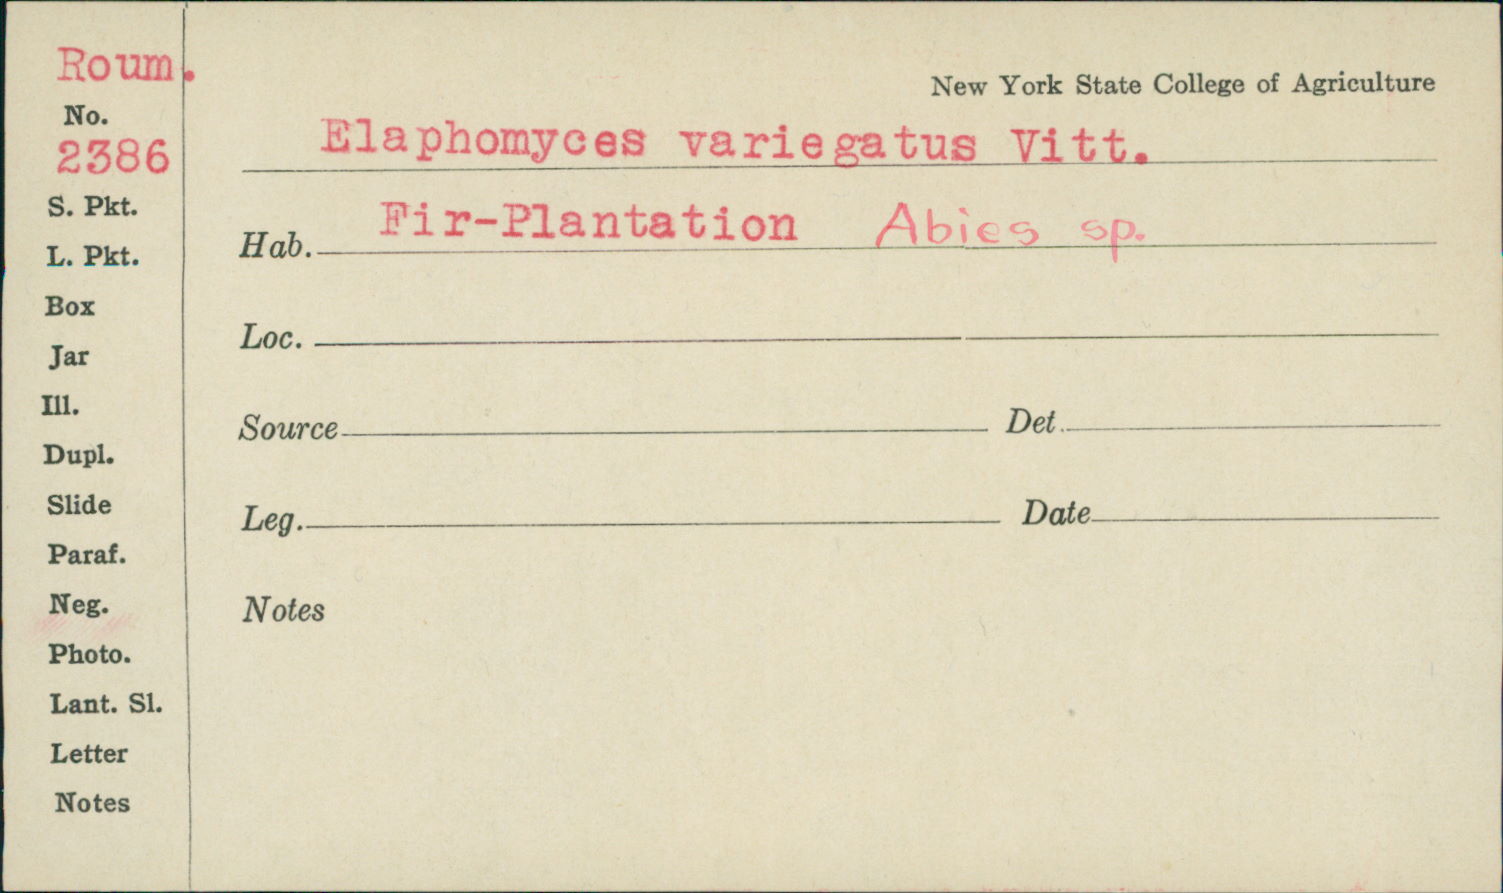 Roum.
New York State College of Agriculture
No.
2386
Elaphomyces variegatus Vitt.
S. Pkt.
Hab. Fir-Plantation Abies sp.
L. Pkt.
Box
Loc.
Jar
Ill.
Source Det.
Dupl.
Slide
Leg. Date
Paraf.
Neg.
Notes
Photo.
Lant. Sl.
Letter
Notes